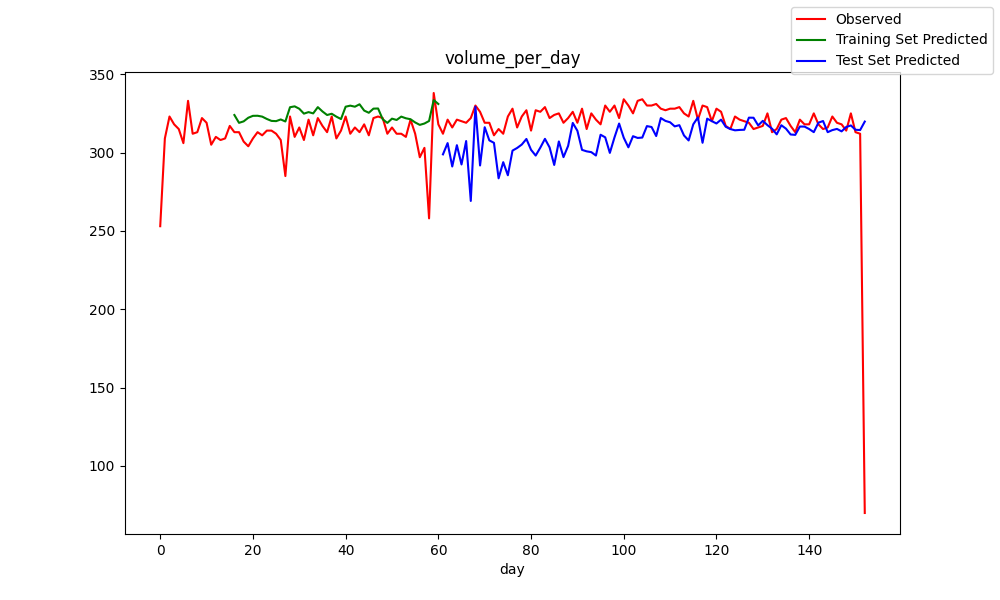 Observed
Training Set Predicted
Test Set Predicted
volume_per_day
350
300
250
200
150
100
0 20 40 60 80 100 120 140
day